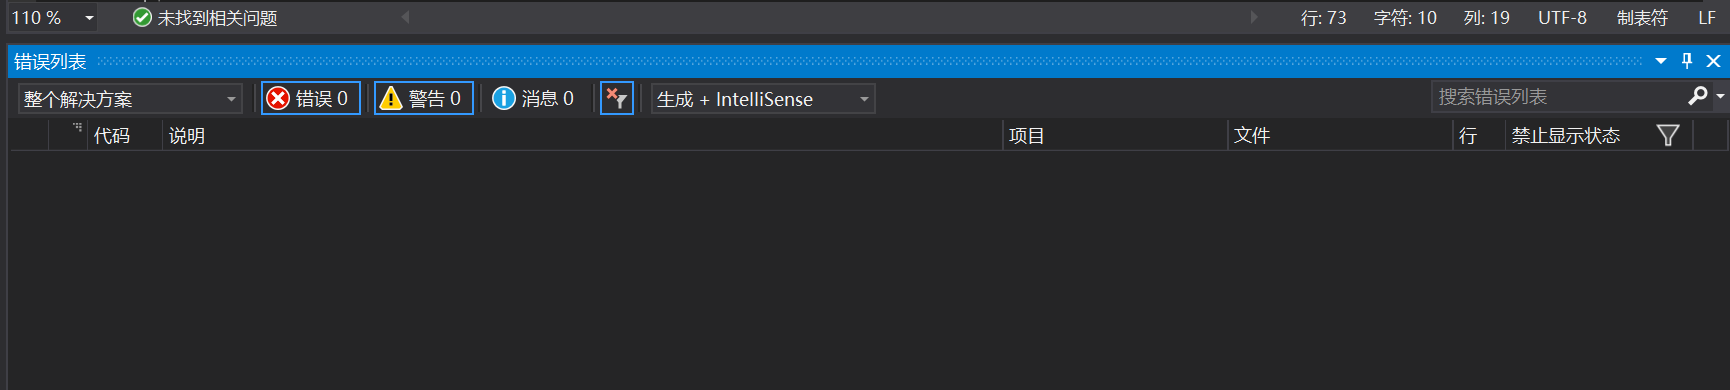 110 % 未找到相关问题 行: 73 字符: 10 列: 19 UTF-8 制表符 LF
错误列表
整个解决方案 错误 0 警告 0 消息 0 生成 + IntelliSense 搜索错误列表
代码 说明 项目 文件 行 禁止显示状态